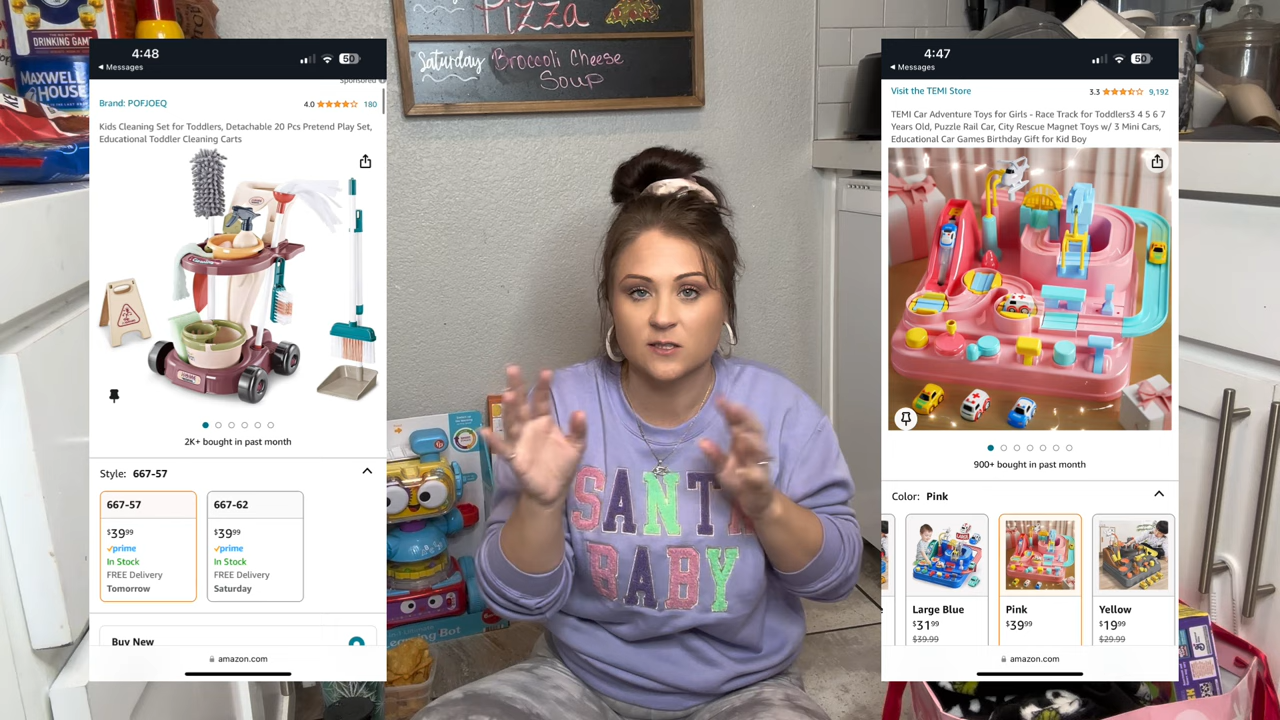 DRINKING GAM
MAXWELL
HOUSE
Pizza
Saturday Broccoli Cheese
Soup
SANTA
BABY
ning Bot
4:48
50
Messages
Sponsored
Brand: POFJOEQ
4.0
180
Kids Cleaning Set for Toddlers, Detachable 20 Pcs Pretend Play Set,
Educational Toddler Cleaning Carts
2K+ bought in past month
Style: 667-57
667-57
$39.99
prime
In Stock
FREE Delivery
Tomorrow
667-62
$39.99
prime
In Stock
FREE Delivery
Saturday
Buy New
amazon.com
4:47
50
Messages
Visit the TEMI Store
3.3
9,192
TEMI Car Adventure Toys for Girls - Race Track for Toddlers3 4 5 6 7
Years Old, Puzzle Rail Car, City Rescue Magnet Toys w/ 3 Mini Cars,
Educational Car Games Birthday Gift for Kid Boy
900+ bought in past month
Color: Pink
Large Blue
$31.99
$39.99
Pink
$39.99
Yellow
$19.99
$29.99
amazon.com